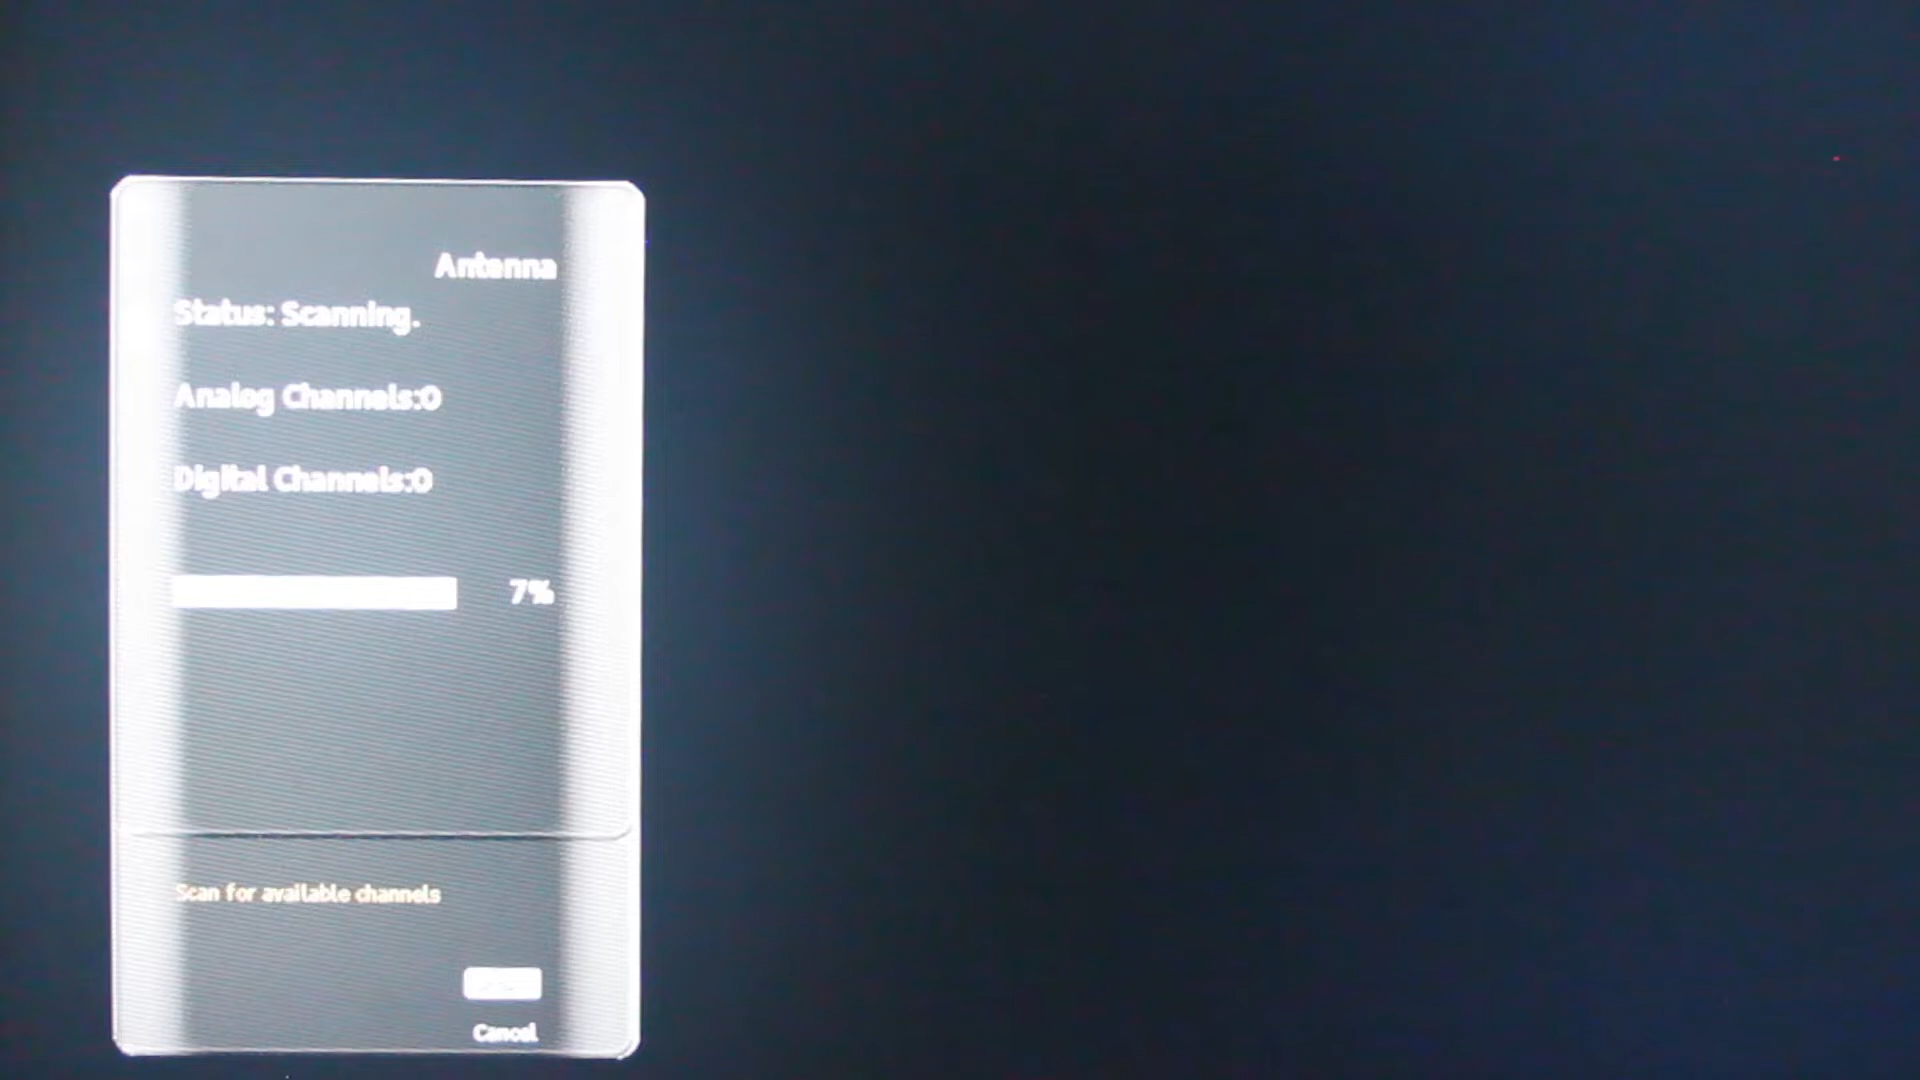 Antenna
Status: Scanning.
Analog Channels:0
Digital Channels:0
7%
Scan for available channels
Cancel